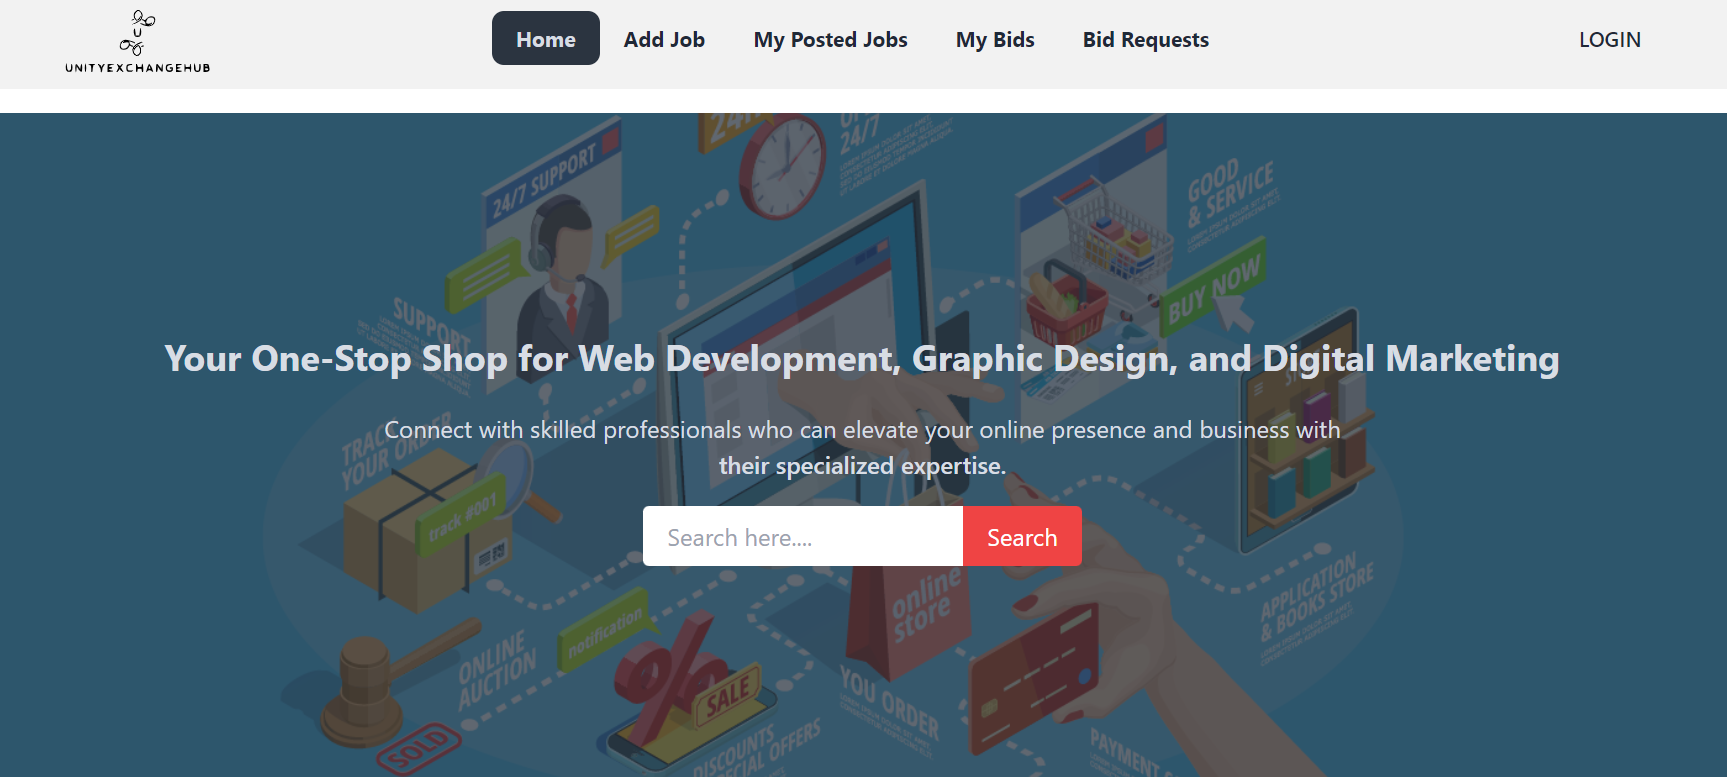 UNITYEXCHANGEHUB
Home
Add Job
My Posted Jobs
My Bids
Bid Requests
LOGIN
24/7
24/7 SUPPORT
GOOD
& SERVICE
BUY NOW
SUPPORT
Your One-Stop Shop for Web Development, Graphic Design, and Digital Marketing
Connect with skilled professionals who can elevate your online presence and business with
their specialized expertise.
TRACK
YOUR ORDER
track #001
Search here....
Search
online
store
APPLICATION
& BOOKS STORE
notification
ONLINE
AUCTION
SALE
YOU ORDER
SOLD
DISCOUNTS
SPECIAL OFFERS
PAYMENT